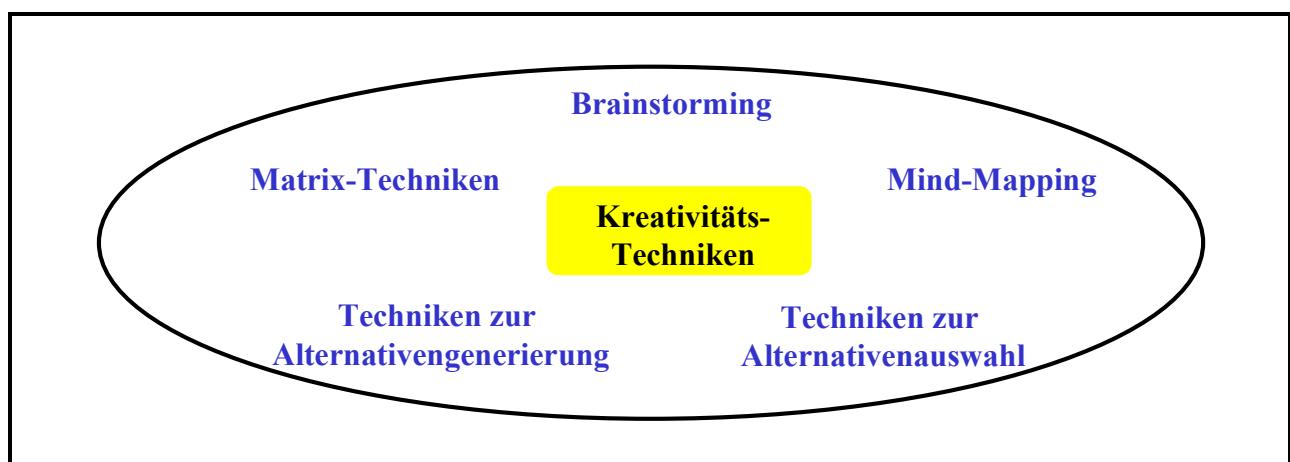 Brainstorming
Matrix-Techniken
Mind-Mapping
Kreativitäts-
Techniken
Techniken zur
Alternativengenerierung
Techniken zur
Alternativenauswahl